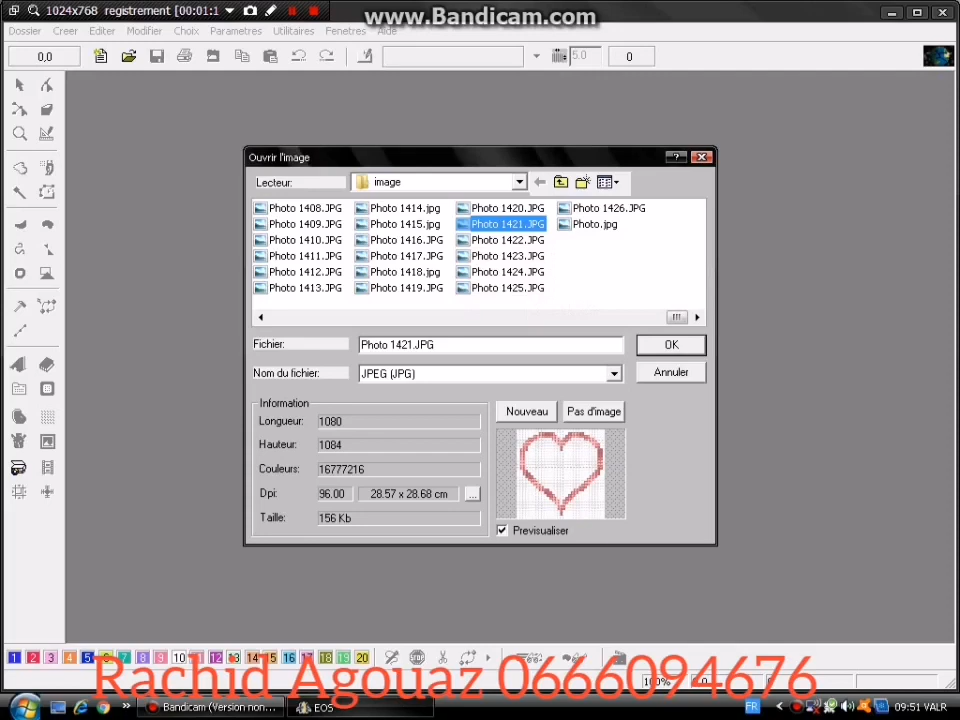 1024x768 registrement [00:01:1
www.Bandicam.com
Dossier Creer Editer Modifier Choix Parametres Utilitaires Fenetres Aide
0,0 5.0 0
Ouvrir l'image
Lecteur: image
Photo 1408.JPG Photo 1414.jpg Photo 1420.JPG Photo 1426.JPG
Photo 1409.JPG Photo 1415.jpg Photo 1421.JPG Photo.jpg
Photo 1410.JPG Photo 1416.JPG Photo 1422.JPG
Photo 1411.JPG Photo 1417.JPG Photo 1423.JPG
Photo 1412.JPG Photo 1418.jpg Photo 1424.JPG
Photo 1413.JPG Photo 1419.JPG Photo 1425.JPG
Fichier: Photo 1421.JPG OK
Nom du fichier: JPEG (JPG) Annuler
Information
Nouveau Pas d'image
Longueur: 1080
Hauteur: 1084
Couleurs: 16777216
Dpi: 96.00 28.57 x 28.68 cm ...
Taille: 156 Kb
Previsualiser
1 2 3 4 5 6 7 8 9 10 11 12 13 14 15 16 17 18 19 20 STOP
Rachid Agouaz 0666094676
100%
Bandicam (Version non... EOS FR 09:51 VALR